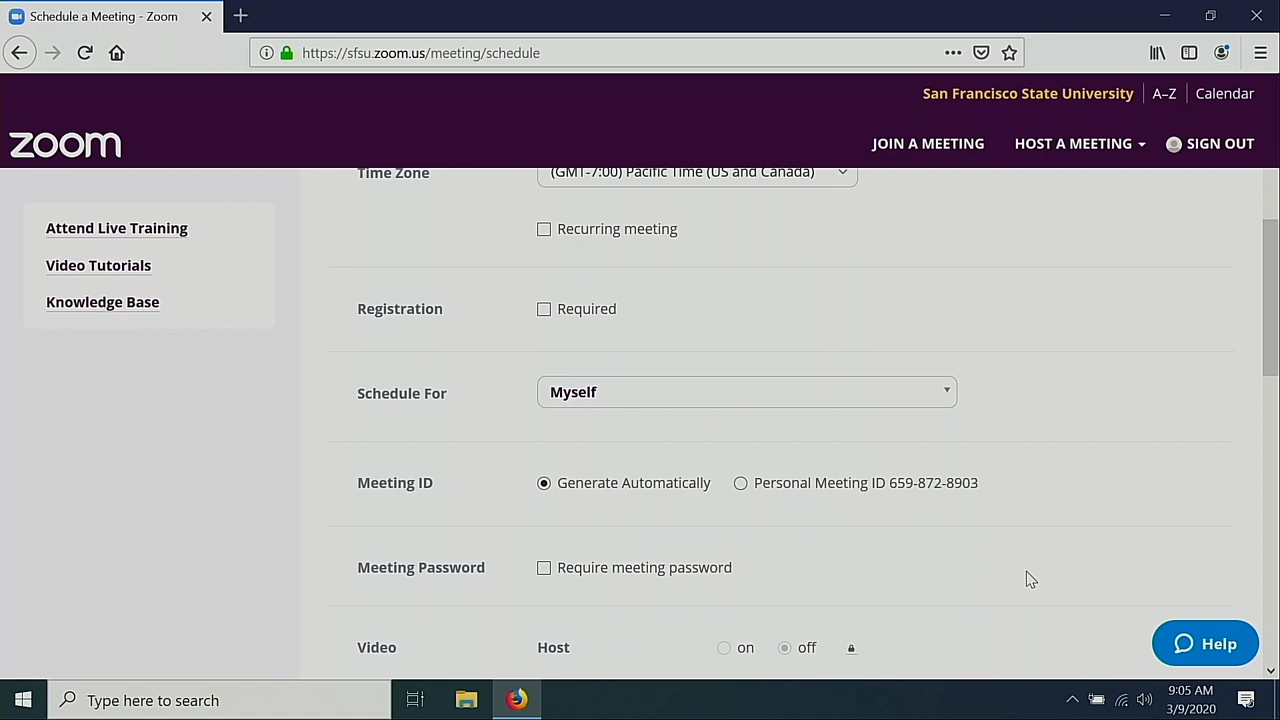 Schedule a Meeting - Zoom
https://sfsu.zoom.us/meeting/schedule
San Francisco State University
A–Z
Calendar
zoom
JOIN A MEETING
HOST A MEETING
SIGN OUT
Time Zone
(GMT-7:00) Pacific Time (US and Canada)
Attend Live Training
Recurring meeting
Video Tutorials
Knowledge Base
Registration
Required
Schedule For
Myself
Meeting ID
Generate Automatically
Personal Meeting ID 659-872-8903
Meeting Password
Require meeting password
Video
Host
on
off
Help
Type here to search
9:05 AM
3/9/2020